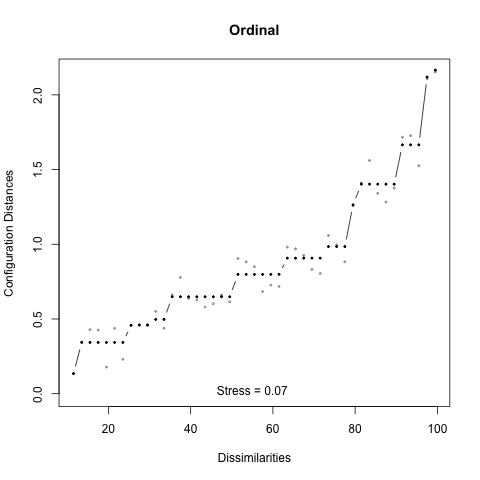 Ordinal
Configuration Distances
2.0
1.5
1.0
0.5
0.0
Stress = 0.07
20 40 60 80 100
Dissimilarities